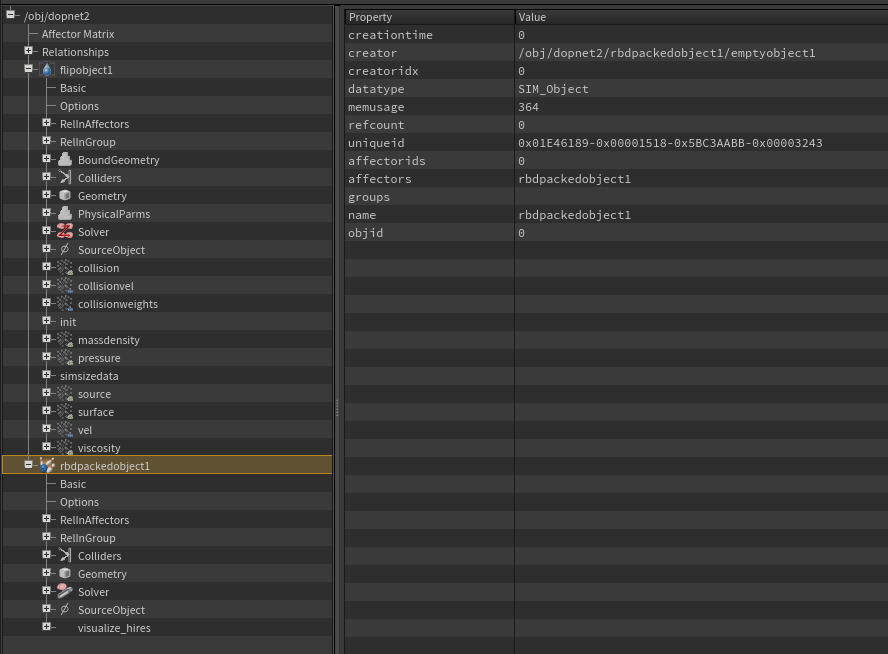 /obj/dopnet2
Affector Matrix
Relationships
flipobject1
Basic
Options
RelInAffectors
RelInGroup
BoundGeometry
Colliders
Geometry
PhysicalParms
Solver
SourceObject
collision
collisionvel
collisionweights
init
massdensity
pressure
simsizedata
source
surface
vel
viscosity
rbdpackedobject1
Basic
Options
RelInAffectors
RelInGroup
Colliders
Geometry
Solver
SourceObject
visualize_hires
Property Value
creationtime 0
creator /obj/dopnet2/rbdpackedobject1/emptyobject1
creatoridx 0
datatype SIM_Object
memusage 364
refcount 0
uniqueid 0x01E46189-0x00001518-0x5BC3AABB-0x00003243
affectorids 0
affectors rbdpackedobject1
groups
name rbdpackedobject1
objid 0